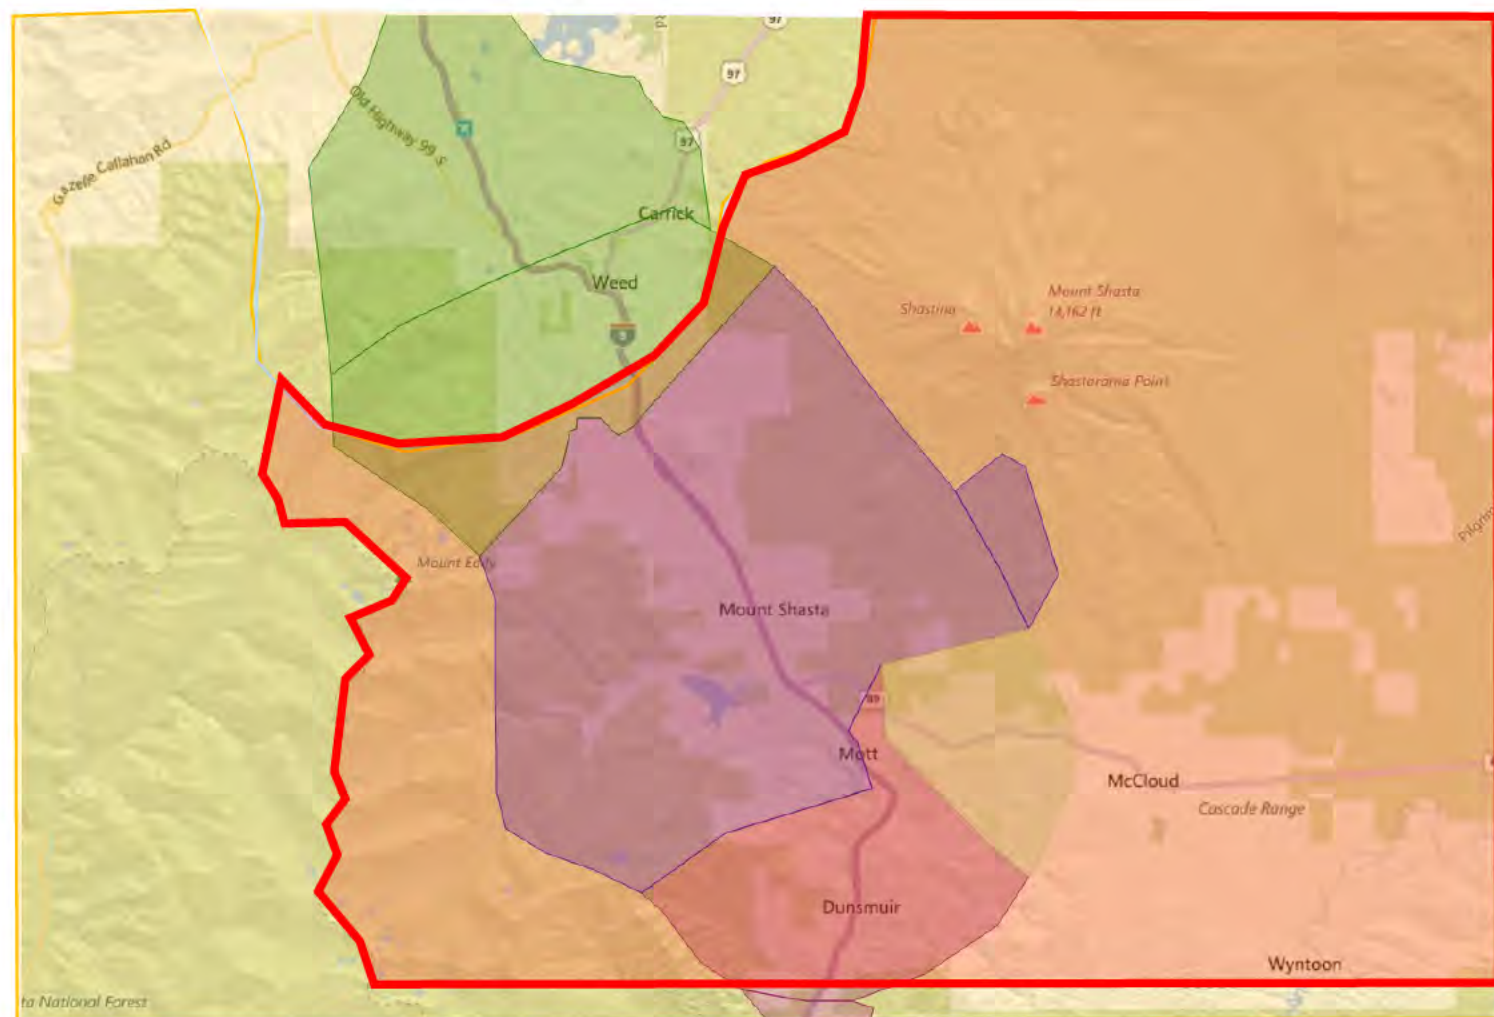 97
97
Old Highway 99 S
97
Gazelle Callahan Rd
Carrick
Weed
5
Shastina
Mount Shasta
14,162 ft
Shastarama Point
Mount Eddy
Mount Shasta
89
Mott
McCloud
Cascade Range
Dunsmuir
Wyntoon
ta National Forest